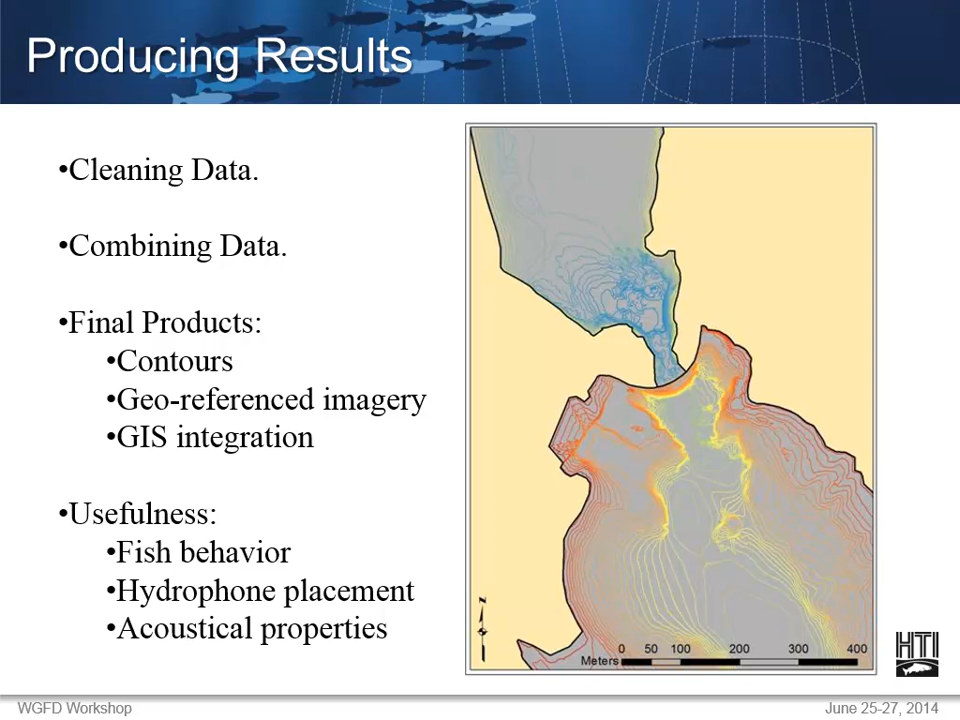 Producing Results
•Cleaning Data.
•Combining Data.
•Final Products:
•Contours
•Geo-referenced imagery
•GIS integration
•Usefulness:
•Fish behavior
•Hydrophone placement
•Acoustical properties
N
0 50 100 200 300 400
Meters
HTI
WGFD Workshop
June 25-27, 2014